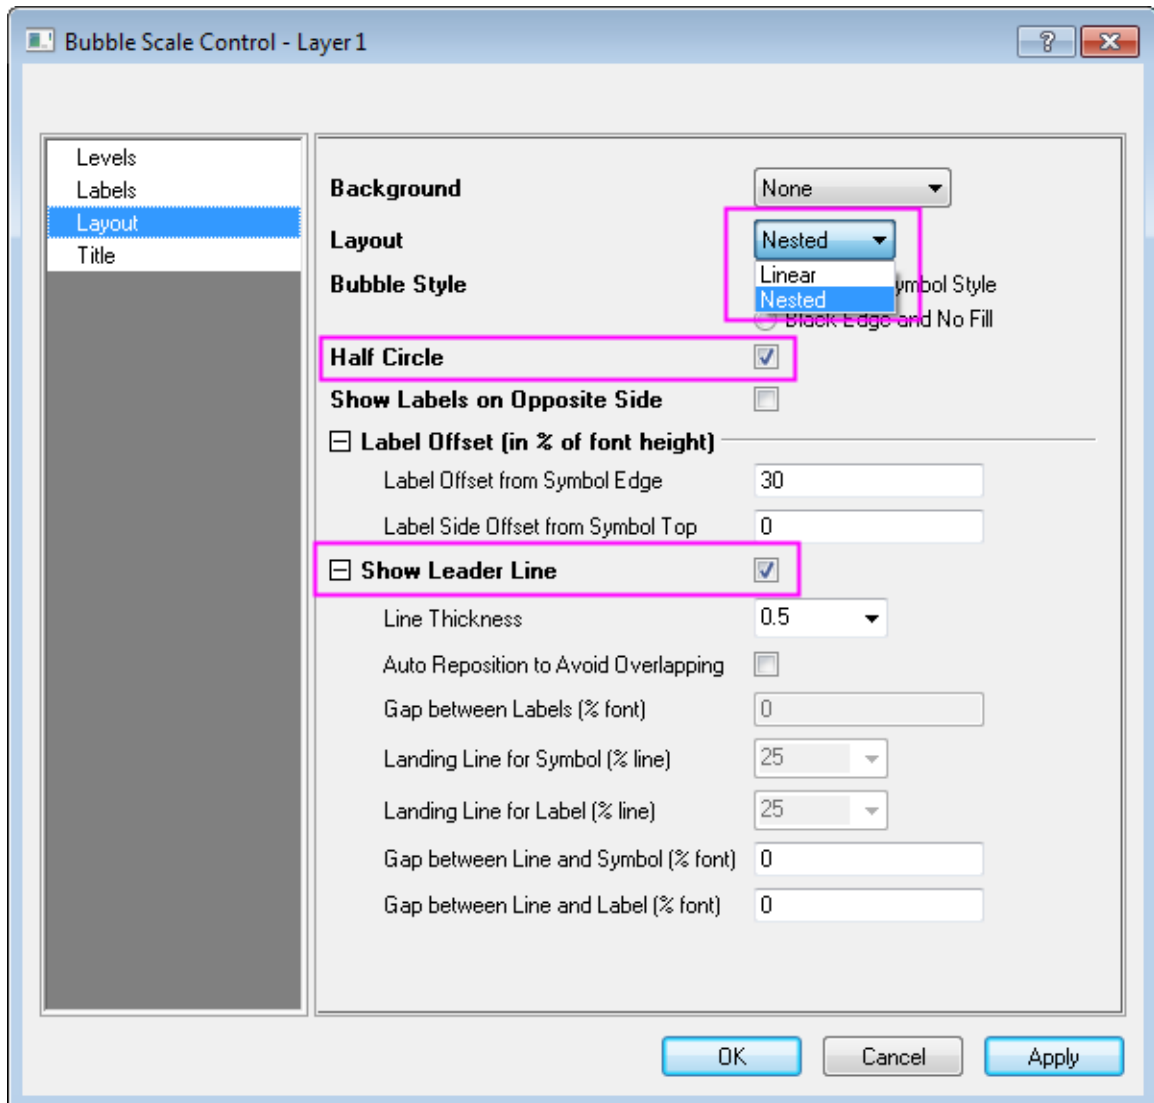 Bubble Scale Control - Layer 1
Levels
Labels
Layout
Title
Background None
Layout Nested
Linear
Nested
Bubble Style ymbol Style
Black Edge and No Fill
Half Circle
Show Labels on Opposite Side
Label Offset (in % of font height)
Label Offset from Symbol Edge 30
Label Side Offset from Symbol Top 0
Show Leader Line
Line Thickness 0.5
Auto Reposition to Avoid Overlapping
Gap between Labels (% font) 0
Landing Line for Symbol (% line) 25
Landing Line for Label (% line) 25
Gap between Line and Symbol (% font) 0
Gap between Line and Label (% font) 0
OK Cancel Apply